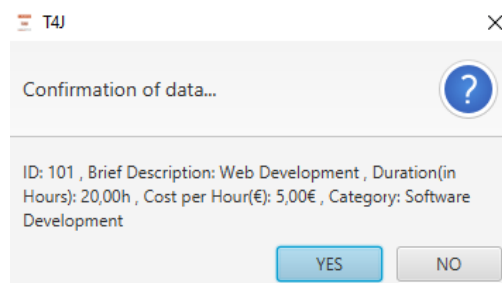 T4J
Confirmation of data...
?
ID: 101 , Brief Description: Web Development , Duration(in
Hours): 20,00h , Cost per Hour(€): 5,00€ , Category: Software
Development
YES
NO